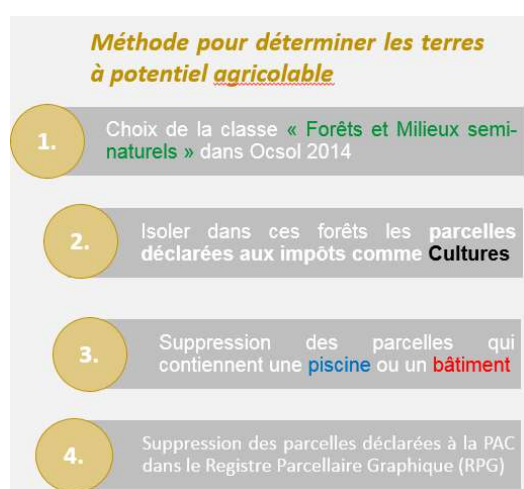 Méthode pour déterminer les terres
à potentiel agricolable
1.
Choix de la classe « Forêts et Milieux semi-
naturels » dans Ocsol 2014
2.
Isoler dans ces forêts les parcelles
déclarées aux impôts comme Cultures
3.
Suppression des parcelles qui
contiennent une piscine ou un bâtiment
4.
Suppression des parcelles déclarées à la PAC
dans le Registre Parcellaire Graphique (RPG)